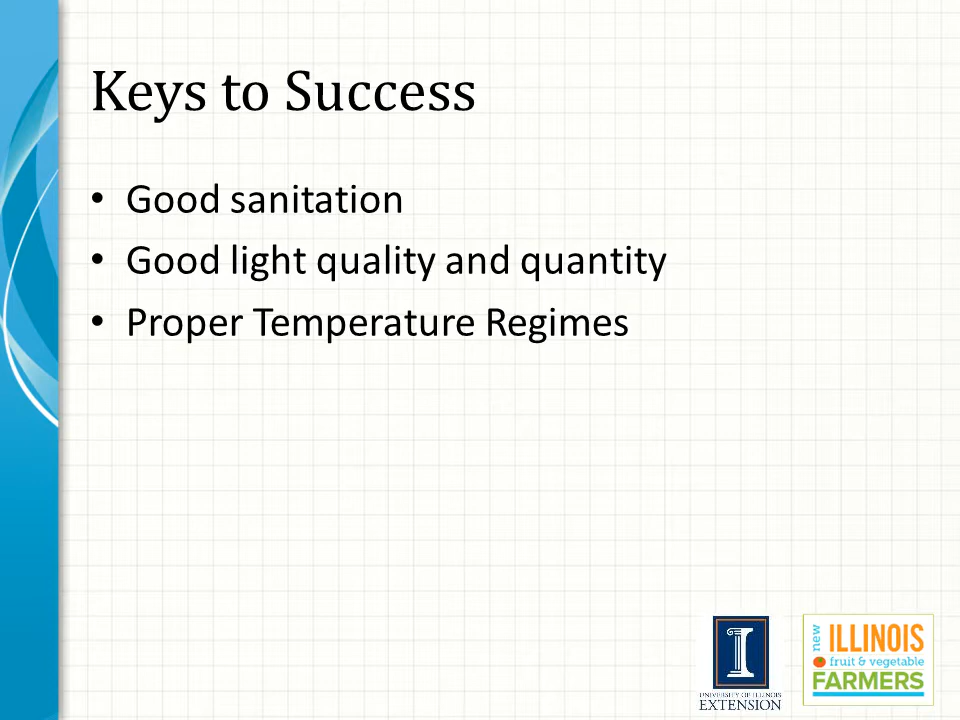 Keys to Success
• Good sanitation
• Good light quality and quantity
• Proper Temperature Regimes
I
UNIVERSITY OF ILLINOIS
EXTENSION
new
ILLINOIS
fruit & vegetable
FARMERS